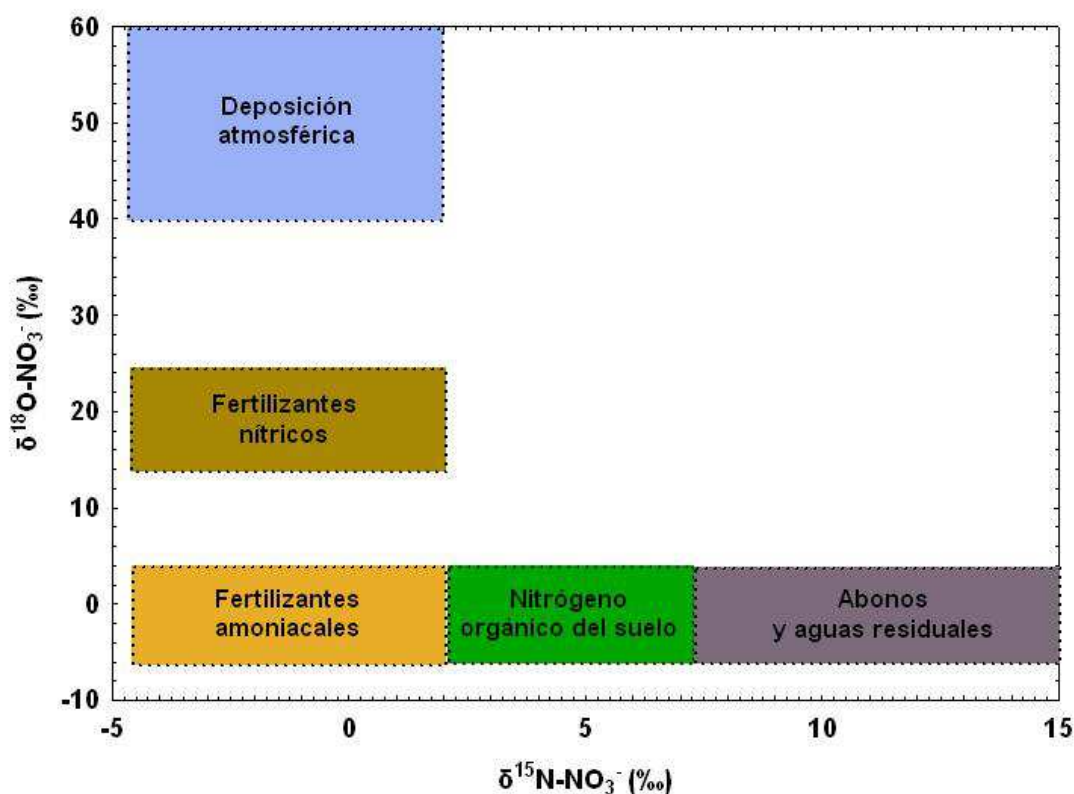 60
50
40
30
20
10
0
-10
δ¹⁸O-NO₃⁻ (‰)
Deposición
atmosférica
Fertilizantes
nítricos
Fertilizantes
amoniacales
Nitrógeno
orgánico del suelo
Abonos
y aguas residuales
-5 0 5 10 15
δ¹⁵N-NO₃⁻ (‰)